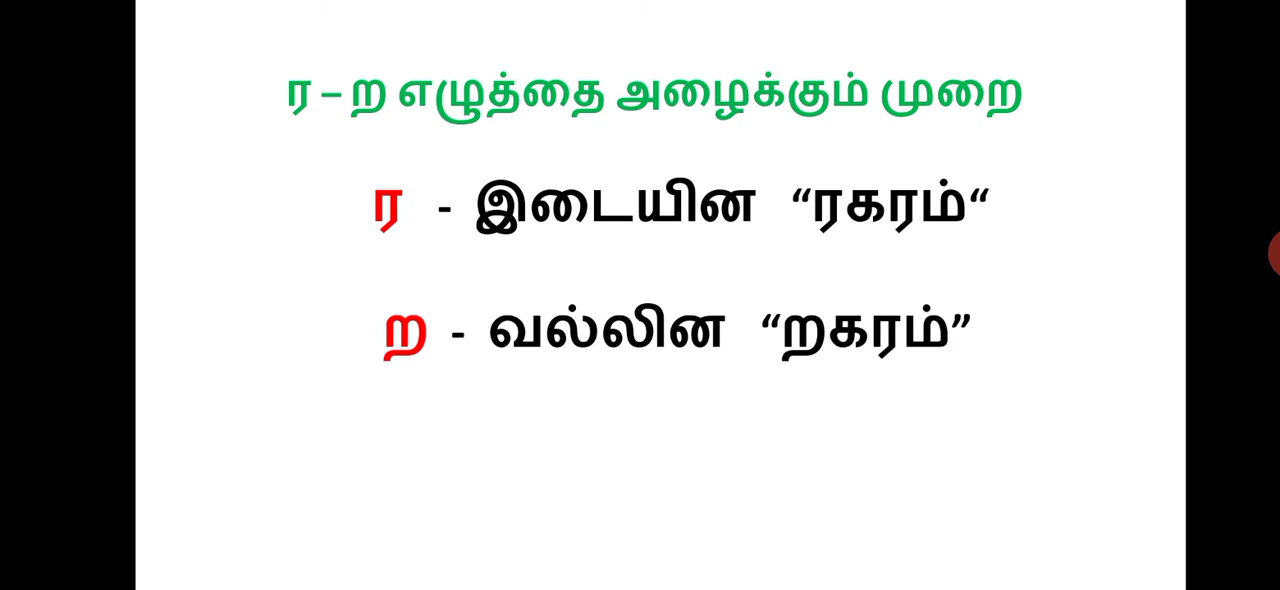 ர – ற எழுத்தை அழைக்கும் முறை
ர - இடையின “ரகரம்“
ற - வல்லின “றகரம்”